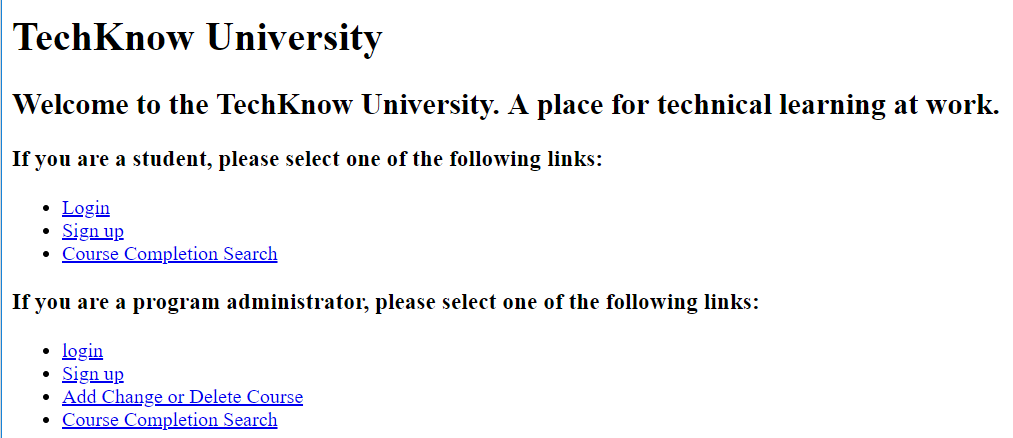 TechKnow University
Welcome to the TechKnow University. A place for technical learning at work.
If you are a student, please select one of the following links:
Login
Sign up
Course Completion Search
If you are a program administrator, please select one of the following links:
login
Sign up
Add Change or Delete Course
Course Completion Search